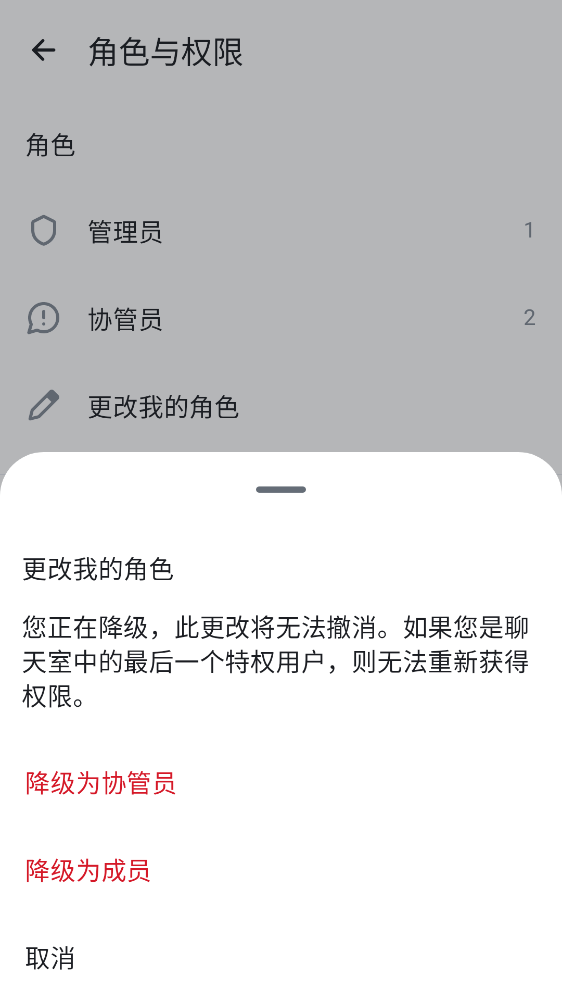 角色与权限
角色
管理员 1
协管员 2
更改我的角色
更改我的角色
您正在降级，此更改将无法撤消。如果您是聊
天室中的最后一个特权用户，则无法重新获得
权限。
降级为协管员
降级为成员
取消